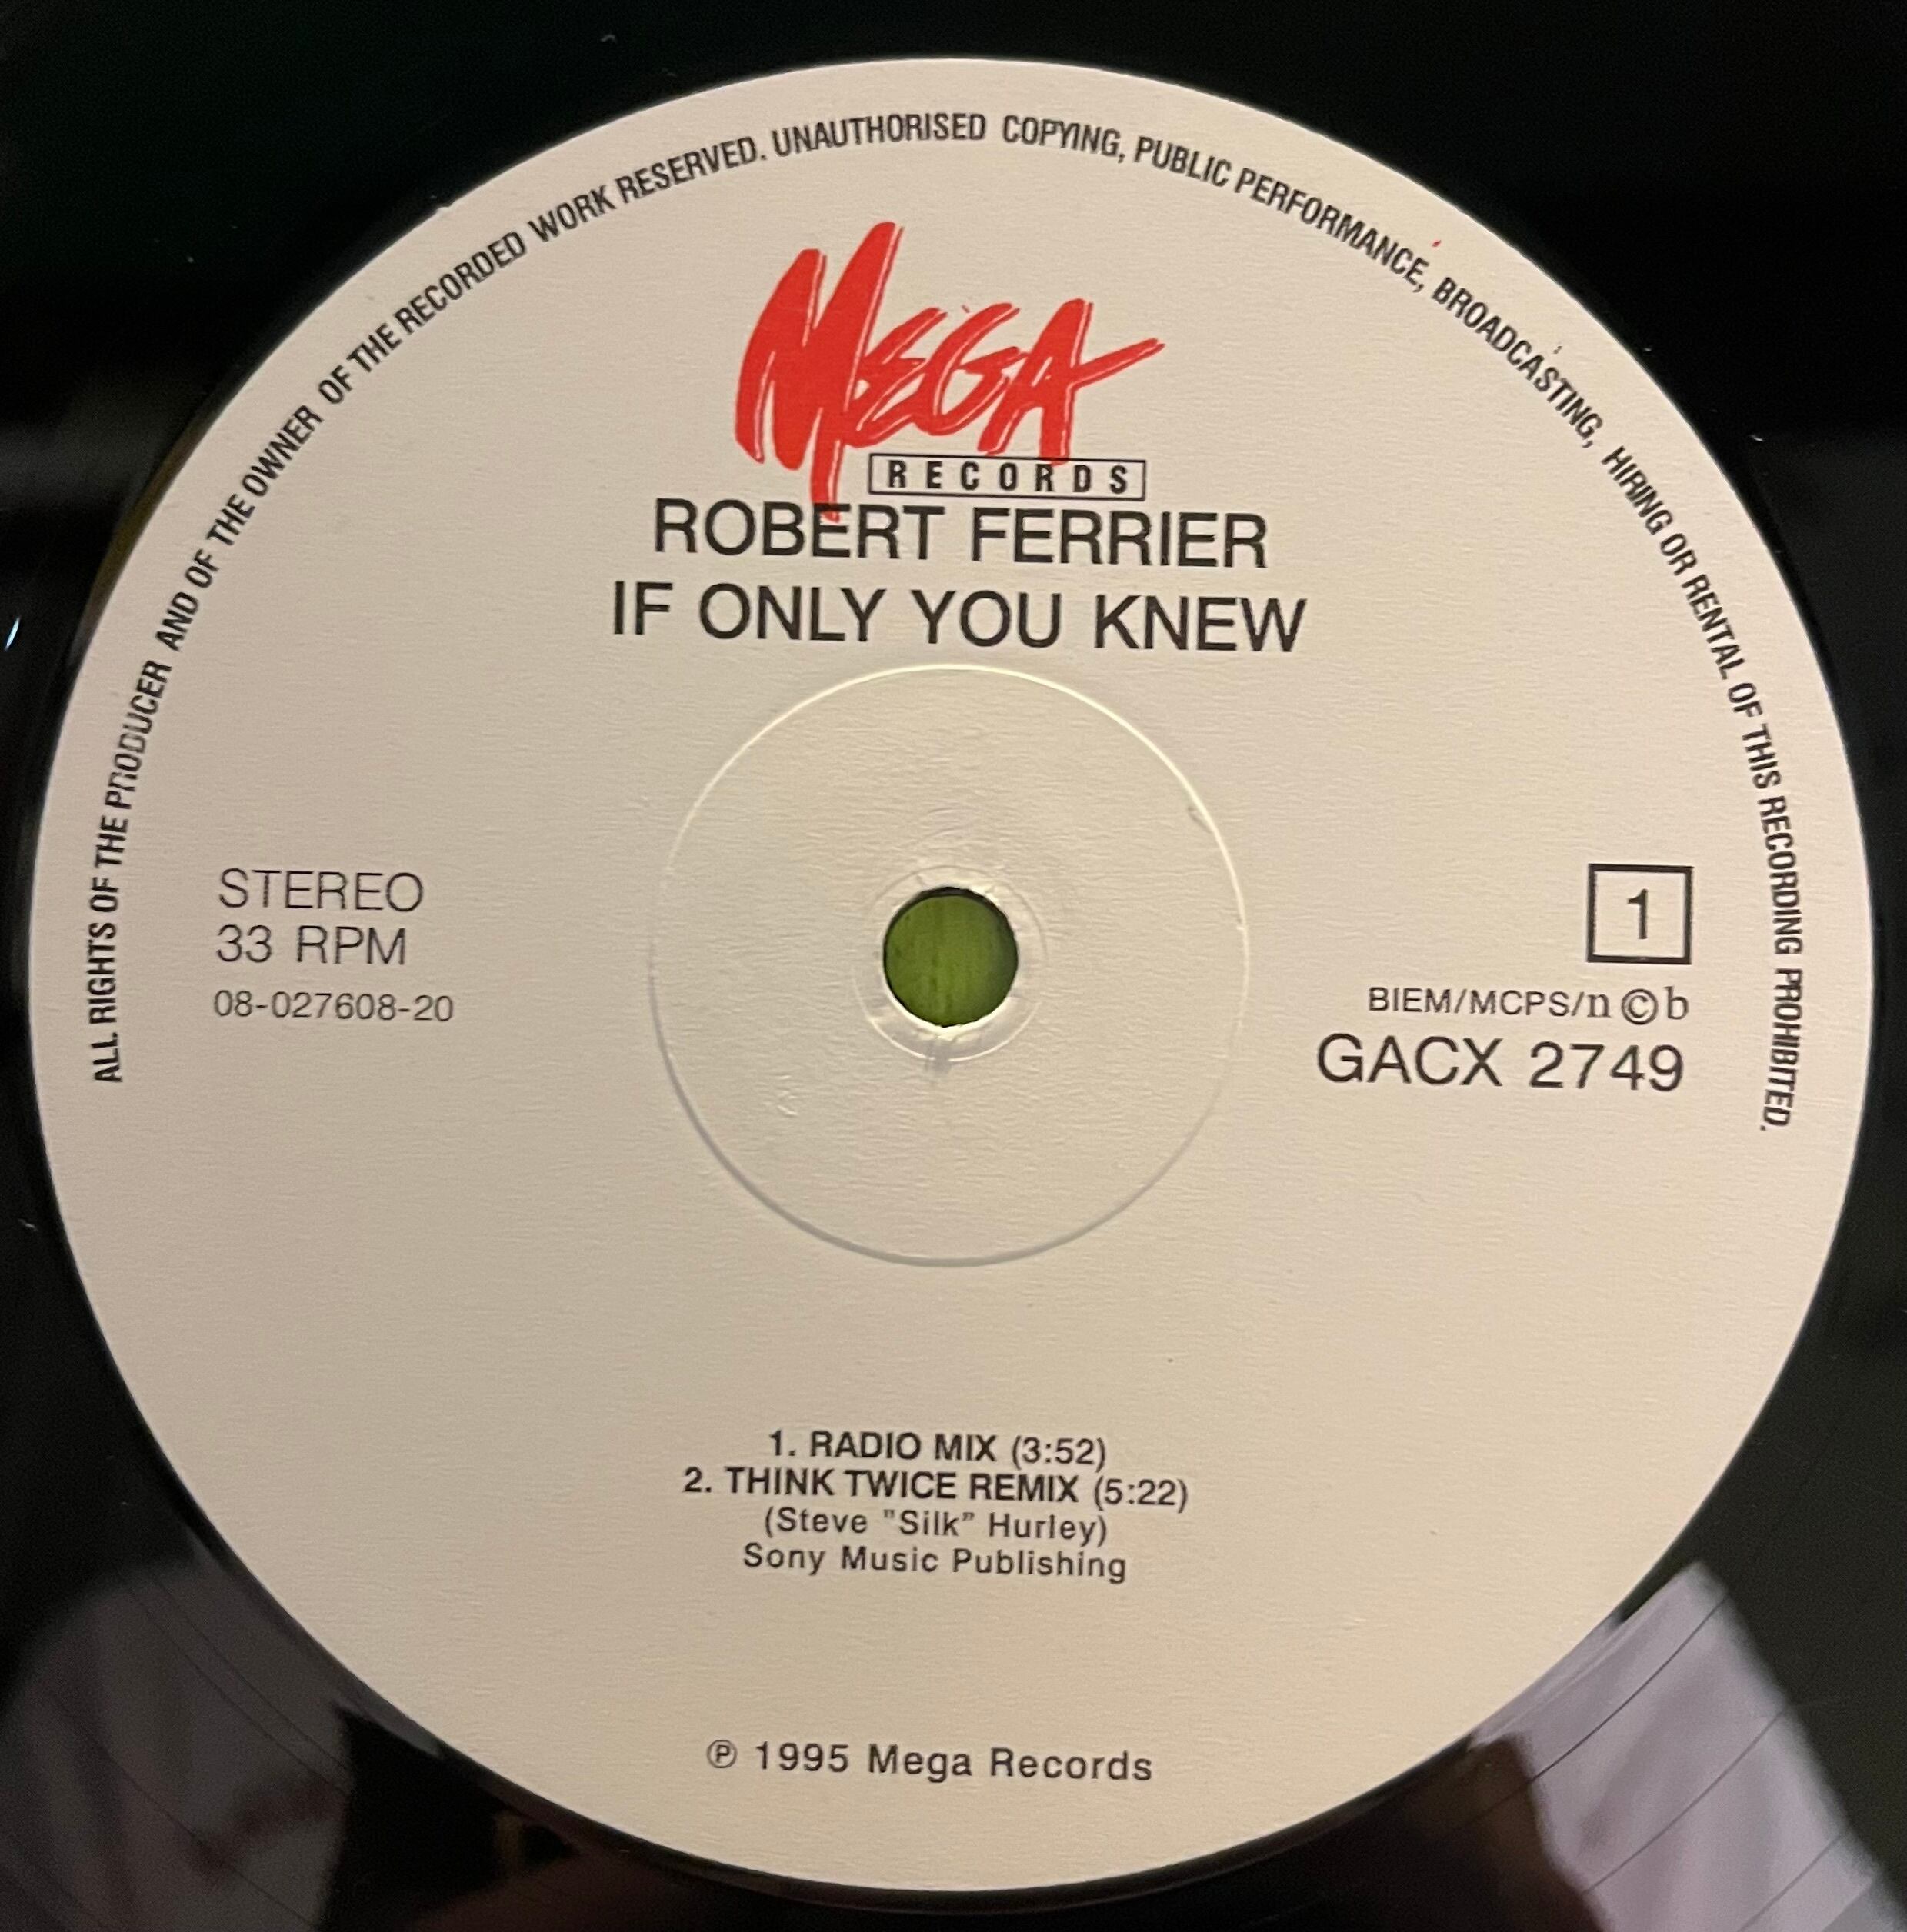 ALL RIGHTS OF THE PRODUCER AND OF THE OWNER OF THE RECORDED WORK RESERVED. UNAUTHORISED COPYING, PUBLIC PERFORMANCE, BROADCASTING, HIRING OR RENTAL OF THIS RECORDING PROHIBITED.
MEGA
RECORDS
ROBERT FERRIER
IF ONLY YOU KNEW
STEREO
33 RPM
08-027608-20
1
BIEM/MCPS/n©b
GACX 2749
1. RADIO MIX (3:52)
2. THINK TWICE REMIX (5:22)
(Steve "Silk" Hurley)
Sony Music Publishing
℗ 1995 Mega Records